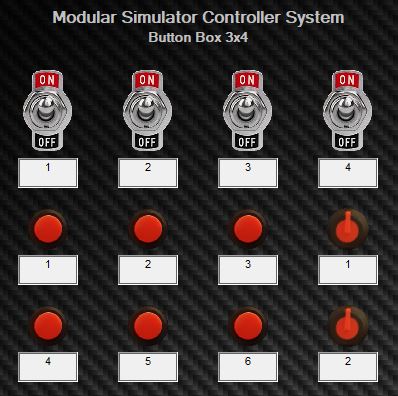 Modular Simulator Controller System
Button Box 3x4
ON ON ON ON
OFF OFF OFF OFF
1 2 3 4
1 2 3 1
4 5 6 2